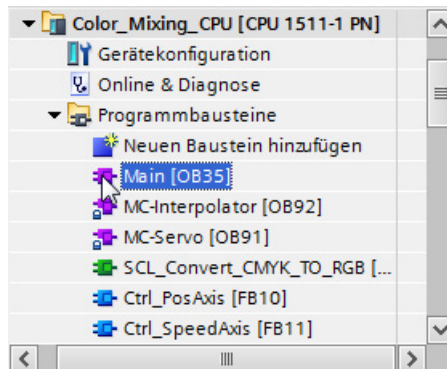 Color_Mixing_CPU [CPU 1511-1 PN]
Gerätekonfiguration
Online & Diagnose
Programmbausteine
Neuen Baustein hinzufügen
Main [OB35]
MC-Interpolator [OB92]
MC-Servo [OB91]
SCL_Convert_CMYK_TO_RGB [...
Ctrl_PosAxis [FB10]
Ctrl_SpeedAxis [FB11]